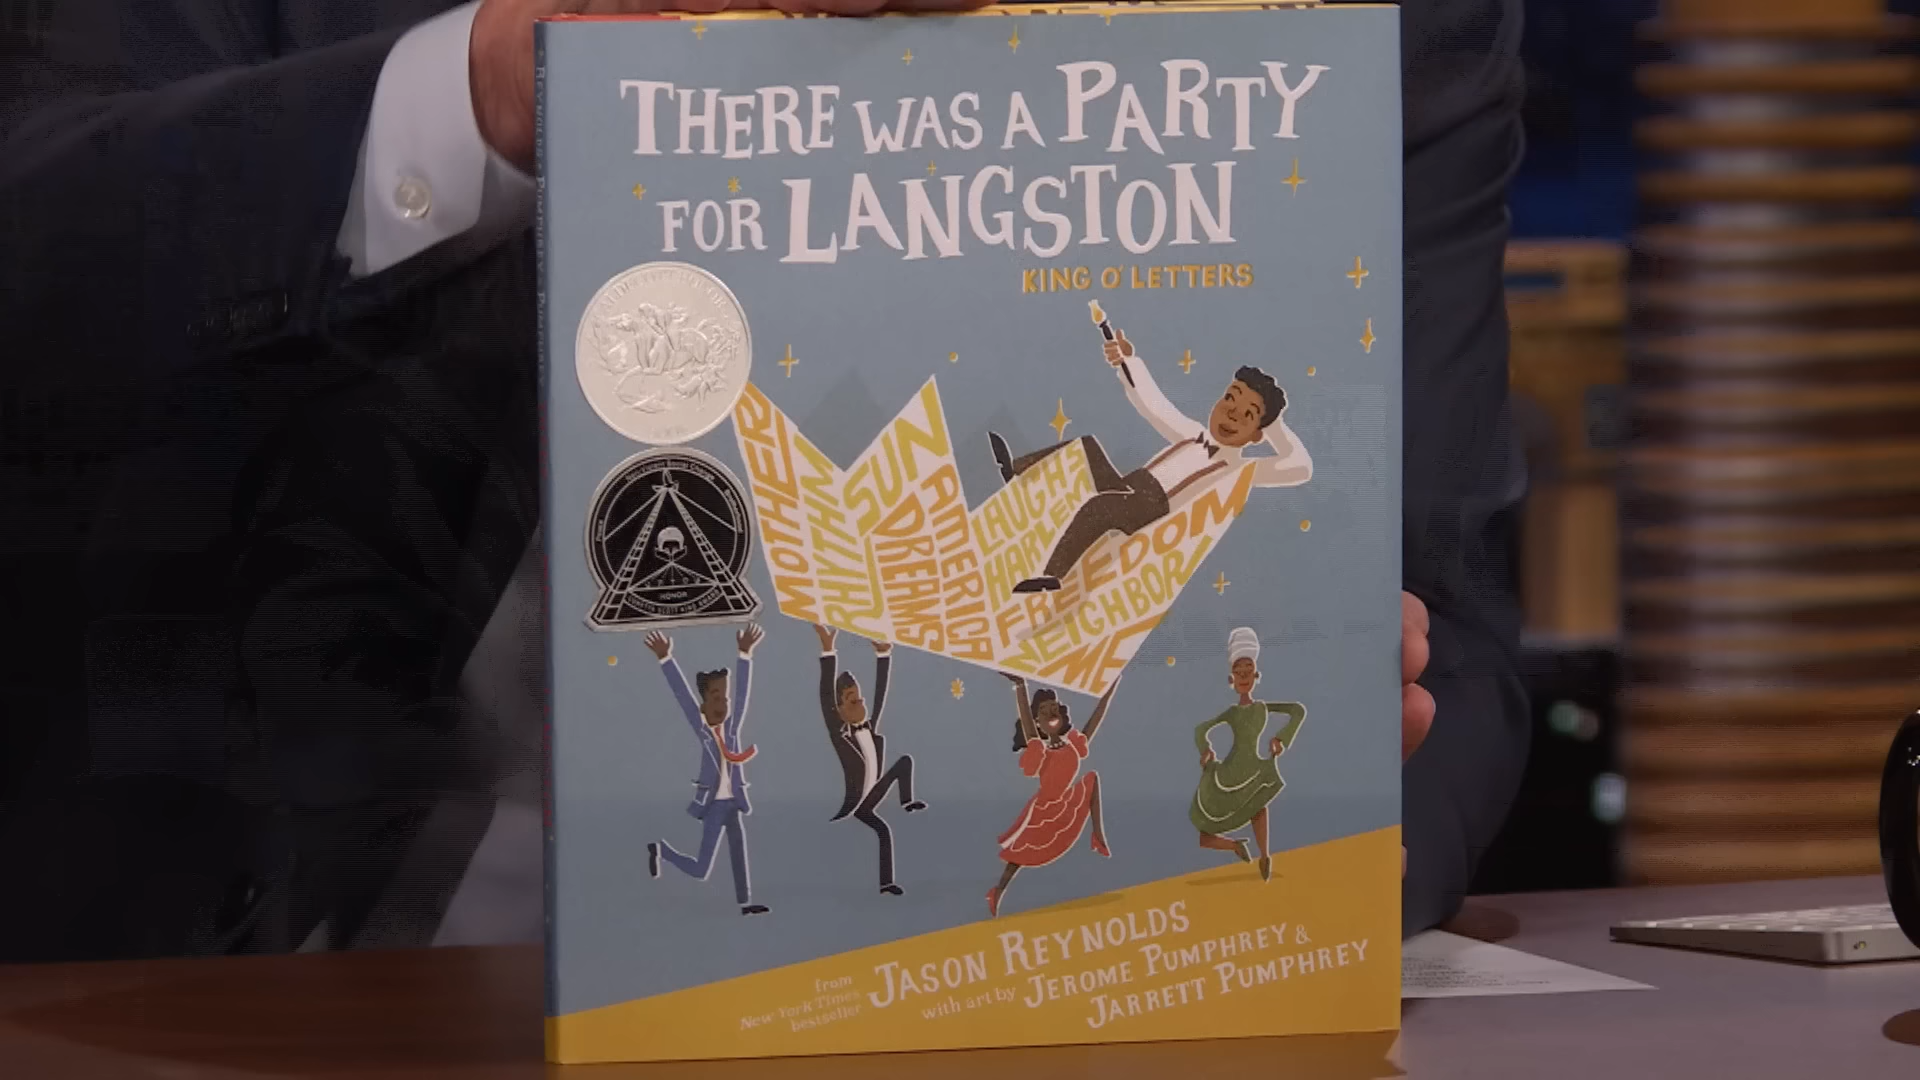 THERE WAS A PARTY
FOR LANGSTON
KING O' LETTERS
MOTHER
RHYTHM
SUN
DREAMS
AMERICA
LAUGHS
HARLEM
FREEDOM
NEIGHBOR
ME
HONOR
from
New York Times
bestseller
JASON REYNOLDS
with art by JEROME PUMPHREY &
JARRETT PUMPHREY